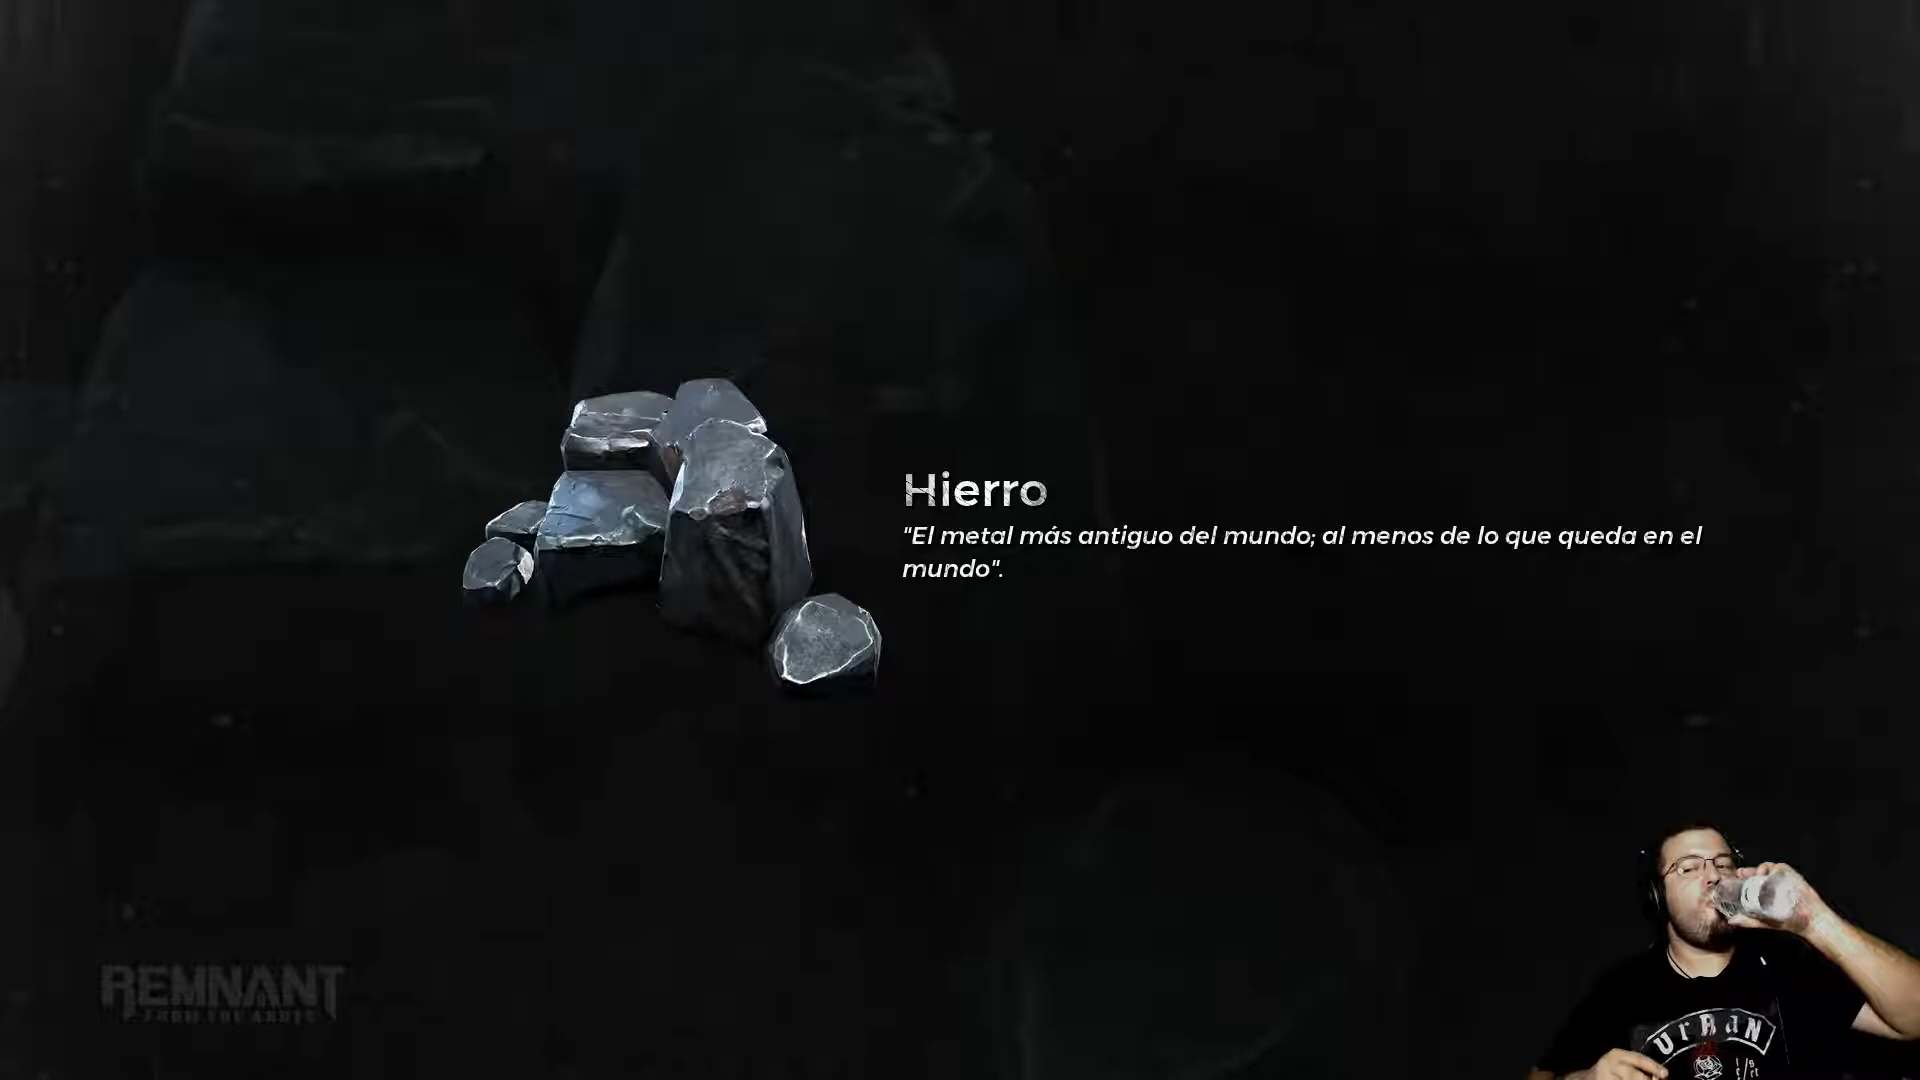 Hierro
"El metal más antiguo del mundo; al menos de lo que queda en el
mundo".
REMNANT
FROM THE ASHES
URBAN